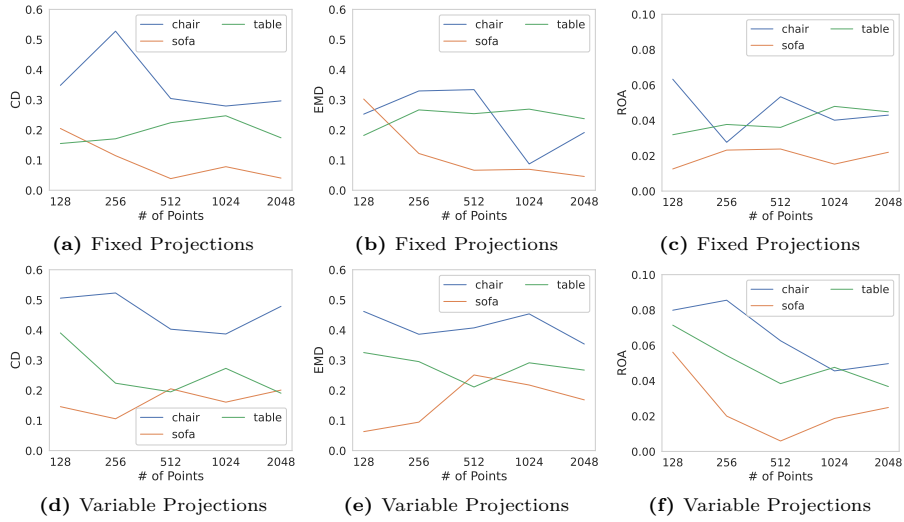 0.6
0.5
0.4
0.3
0.2
0.1
0.0
CD
chair
table
sofa
128 256 512 1024 2048
# of Points
(a) Fixed Projections
0.6
0.5
0.4
0.3
0.2
0.1
0.0
EMD
chair
table
sofa
128 256 512 1024 2048
# of Points
(b) Fixed Projections
0.10
0.08
0.06
0.04
0.02
0.00
ROA
chair
table
sofa
128 256 512 1024 2048
# of Points
(c) Fixed Projections
0.6
0.5
0.4
0.3
0.2
0.1
0.0
CD
chair
table
sofa
128 256 512 1024 2048
# of Points
(d) Variable Projections
0.6
0.5
0.4
0.3
0.2
0.1
0.0
EMD
chair
table
sofa
128 256 512 1024 2048
# of Points
(e) Variable Projections
0.10
0.08
0.06
0.04
0.02
0.00
ROA
chair
table
sofa
128 256 512 1024 2048
# of Points
(f) Variable Projections